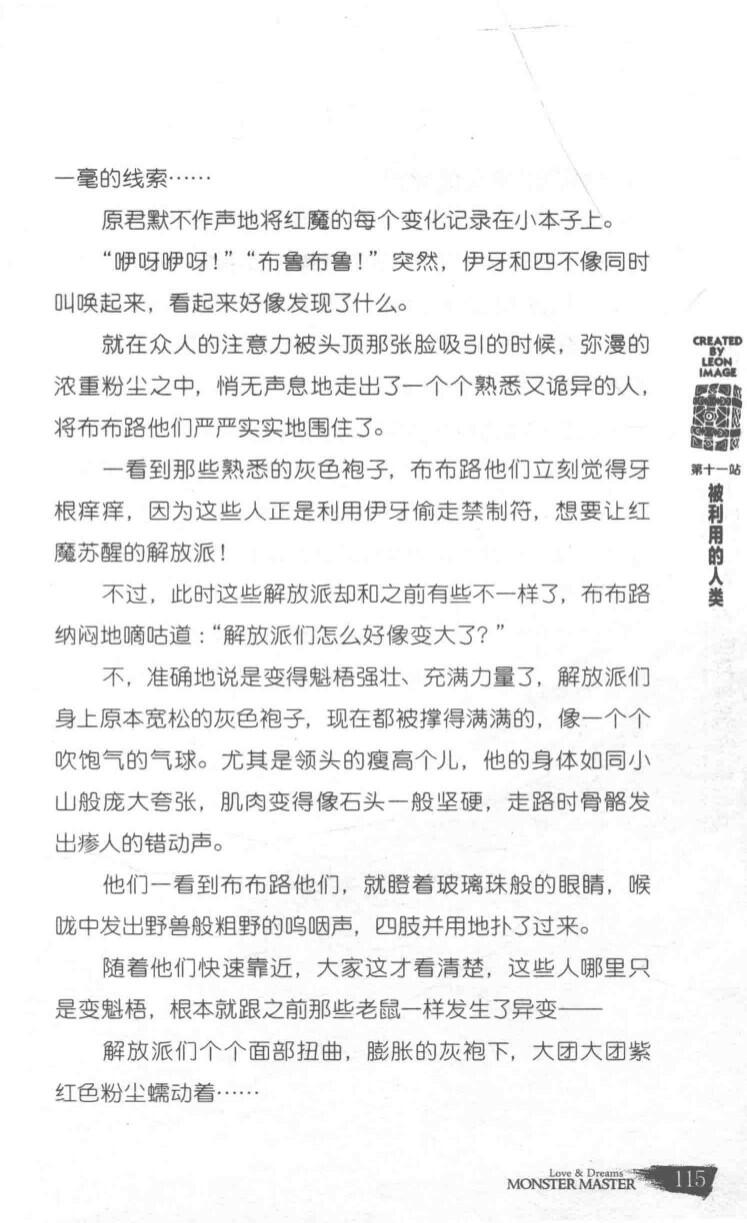 一毫的线索……
原君默不作声地将红魔的每个变化记录在小本子上。
“咿呀咿呀！”“布鲁布鲁！”突然，伊牙和四不像同时
叫唤起来，看起来好像发现了什么。
就在众人的注意力被头顶那张脸吸引的时候，弥漫的
浓重粉尘之中，悄无声息地走出了一个个熟悉又诡异的人，
将布布路他们严严实实地围住了。
一看到那些熟悉的灰色袍子，布布路他们立刻觉得牙
根痒痒，因为这些人正是利用伊牙偷走禁制符，想要让红
魔苏醒的解放派！
不过，此时这些解放派却和之前有些不一样了，布布路
纳闷地嘀咕道：“解放派们怎么好像变大了？”
不，准确地说是变得魁梧强壮、充满力量了，解放派们
身上原本宽松的灰色袍子，现在都被撑得满满的，像一个个
吹饱气的气球。尤其是领头的瘦高个儿，他的身体如同小
山般庞大夸张，肌肉变得像石头一般坚硬，走路时骨骼发
出瘆人的错动声。
他们一看到布布路他们，就瞪着玻璃珠般的眼睛，喉
咙中发出野兽般粗野的呜咽声，四肢并用地扑了过来。
随着他们快速靠近，大家这才看清楚，这些人哪里只
是变魁梧，根本就跟之前那些老鼠一样发生了异变——
解放派们个个面部扭曲，膨胀的灰袍下，大团大团紫
红色粉尘蠕动着……
CREATED
BY
LEON
IMAGE
第十一站
被利用的人类
Love & Dreams
MONSTER MASTER
115